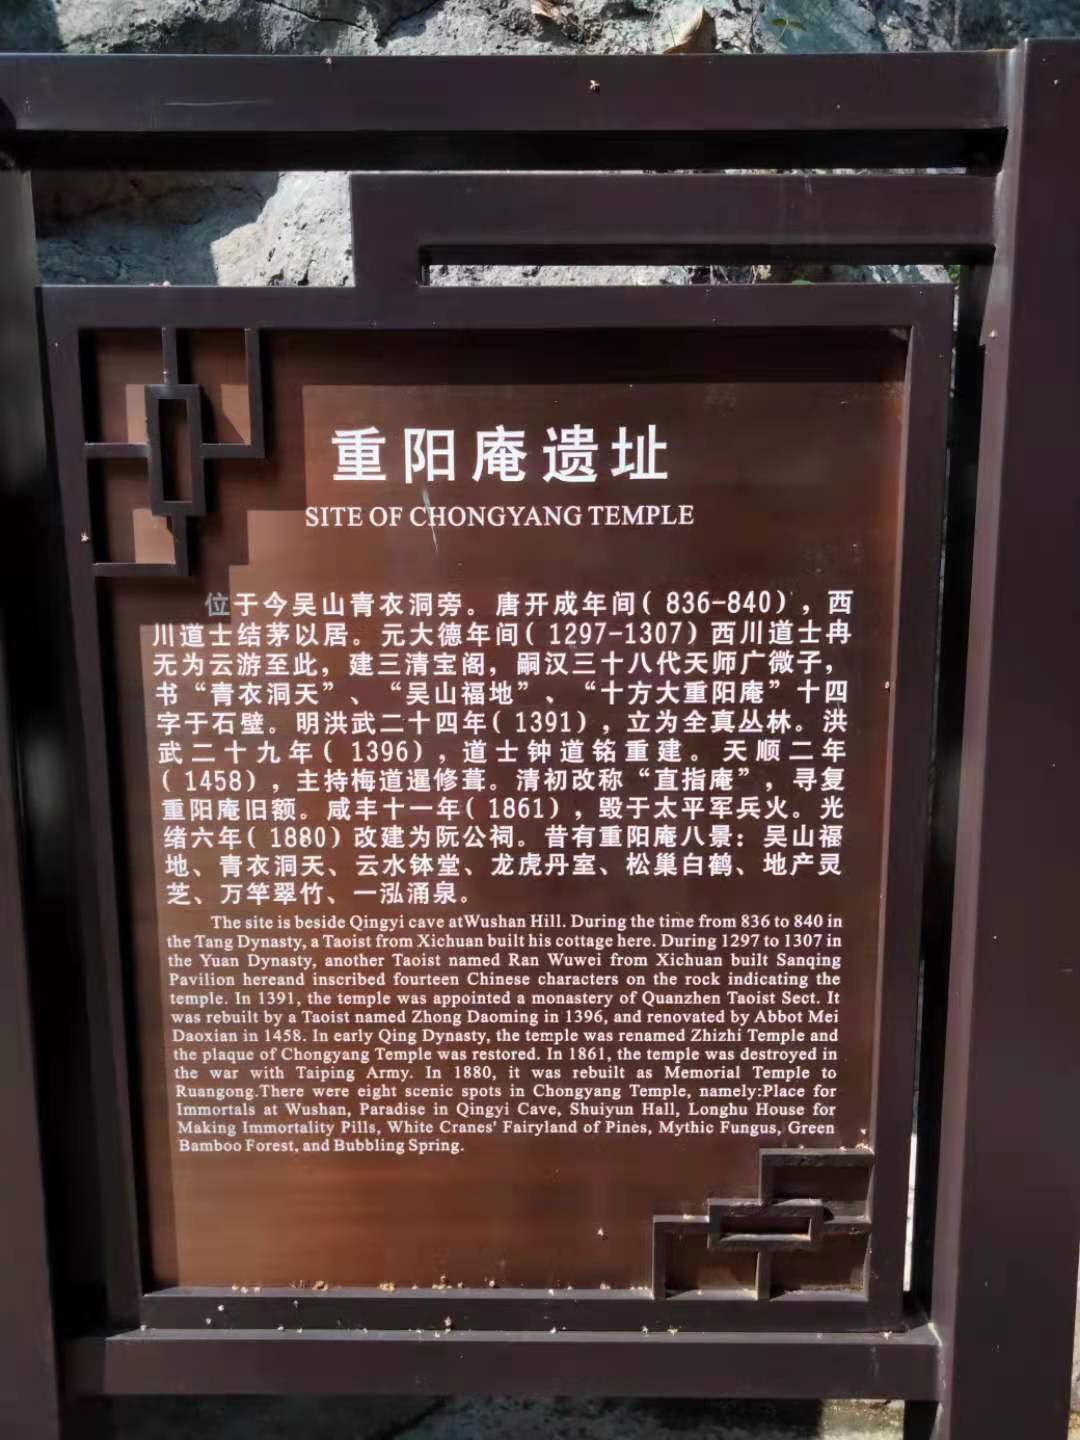 重阳庵遗址
SITE OF CHONGYANG TEMPLE
位于今吴山青衣洞旁。唐开成年间(836-840)，西
川道士结茅以居。元大德年间(1297-1307)西川道士冉
无为云游至此，建三清宝阁，嗣汉三十八代天师广微子，
书“青衣洞天”、“吴山福地”、“十方大重阳庵”十四
字于石壁。明洪武二十四年(1391)，立为全真丛林。洪
武二十九年(1396)，道士钟道铭重建。天顺二年
(1458)，主持梅道暹修葺。清初改称“直指庵”，寻复
重阳庵旧额。咸丰十一年(1861)，毁于太平军兵火。光
绪六年(1880)改建为阮公祠。昔有重阳庵八景：吴山福
地、青衣洞天、云水钵堂、龙虎丹室、松巢白鹤、地产灵
芝、万竿翠竹、一泓涌泉。
The site is beside Qingyi cave atWushan Hill. During the time from 836 to 840 in
the Tang Dynasty, a Taoist from Xichuan built his cottage here. During 1297 to 1307 in
the Yuan Dynasty, another Taoist named Ran Wuwei from Xichuan built Sanqing
Pavilion hereand inscribed fourteen Chinese characters on the rock indicating the
temple. In 1391, the temple was appointed a monastery of Quanzhen Taoist Sect. It
was rebuilt by a Taoist named Zhong Daoming in 1396, and renovated by Abbot Mei
Daoxian in 1458. In early Qing Dynasty, the temple was renamed Zhizhi Temple and
the plaque of Chongyang Temple was restored. In 1861, the temple was destroyed in
the war with Taiping Army. In 1880, it was rebuilt as Memorial Temple to
Ruangong.There were eight scenic spots in Chongyang Temple, namely:Place for
Immortals at Wushan, Paradise in Qingyi Cave, Shuiyun Hall, Longhu House for
Making Immortality Pills, White Cranes' Fairyland of Pines, Mythic Fungus, Green
Bamboo Forest, and Bubbling Spring.